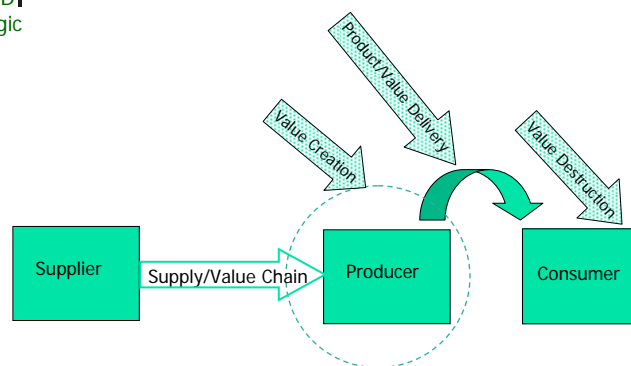 gic
Product/Value Delivery
Value Creation
Value Destruction
Supplier
Supply/Value Chain
Producer
Consumer